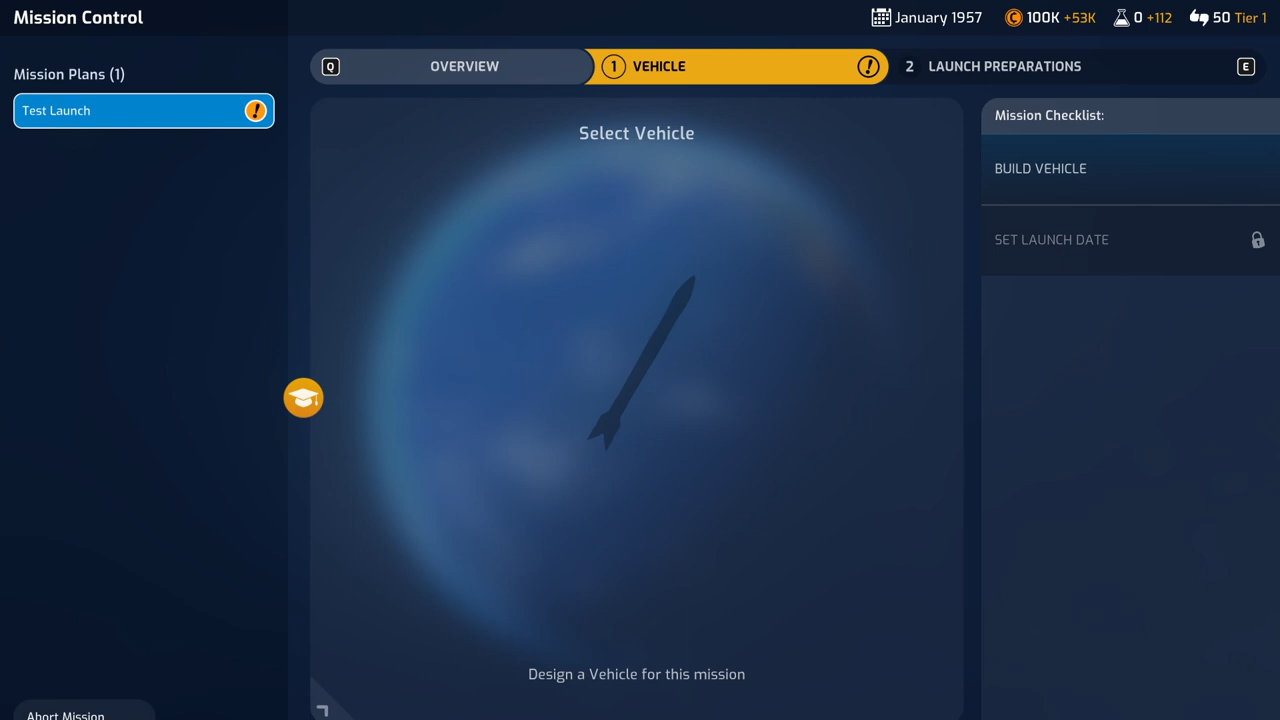 Mission Control
January 1957
100K +53K
0 +112
50 Tier 1
Mission Plans (1)
Test Launch
Q
OVERVIEW
1 VEHICLE
2 LAUNCH PREPARATIONS
E
Select Vehicle
Mission Checklist:
BUILD VEHICLE
SET LAUNCH DATE
Design a Vehicle for this mission
Abort Mission